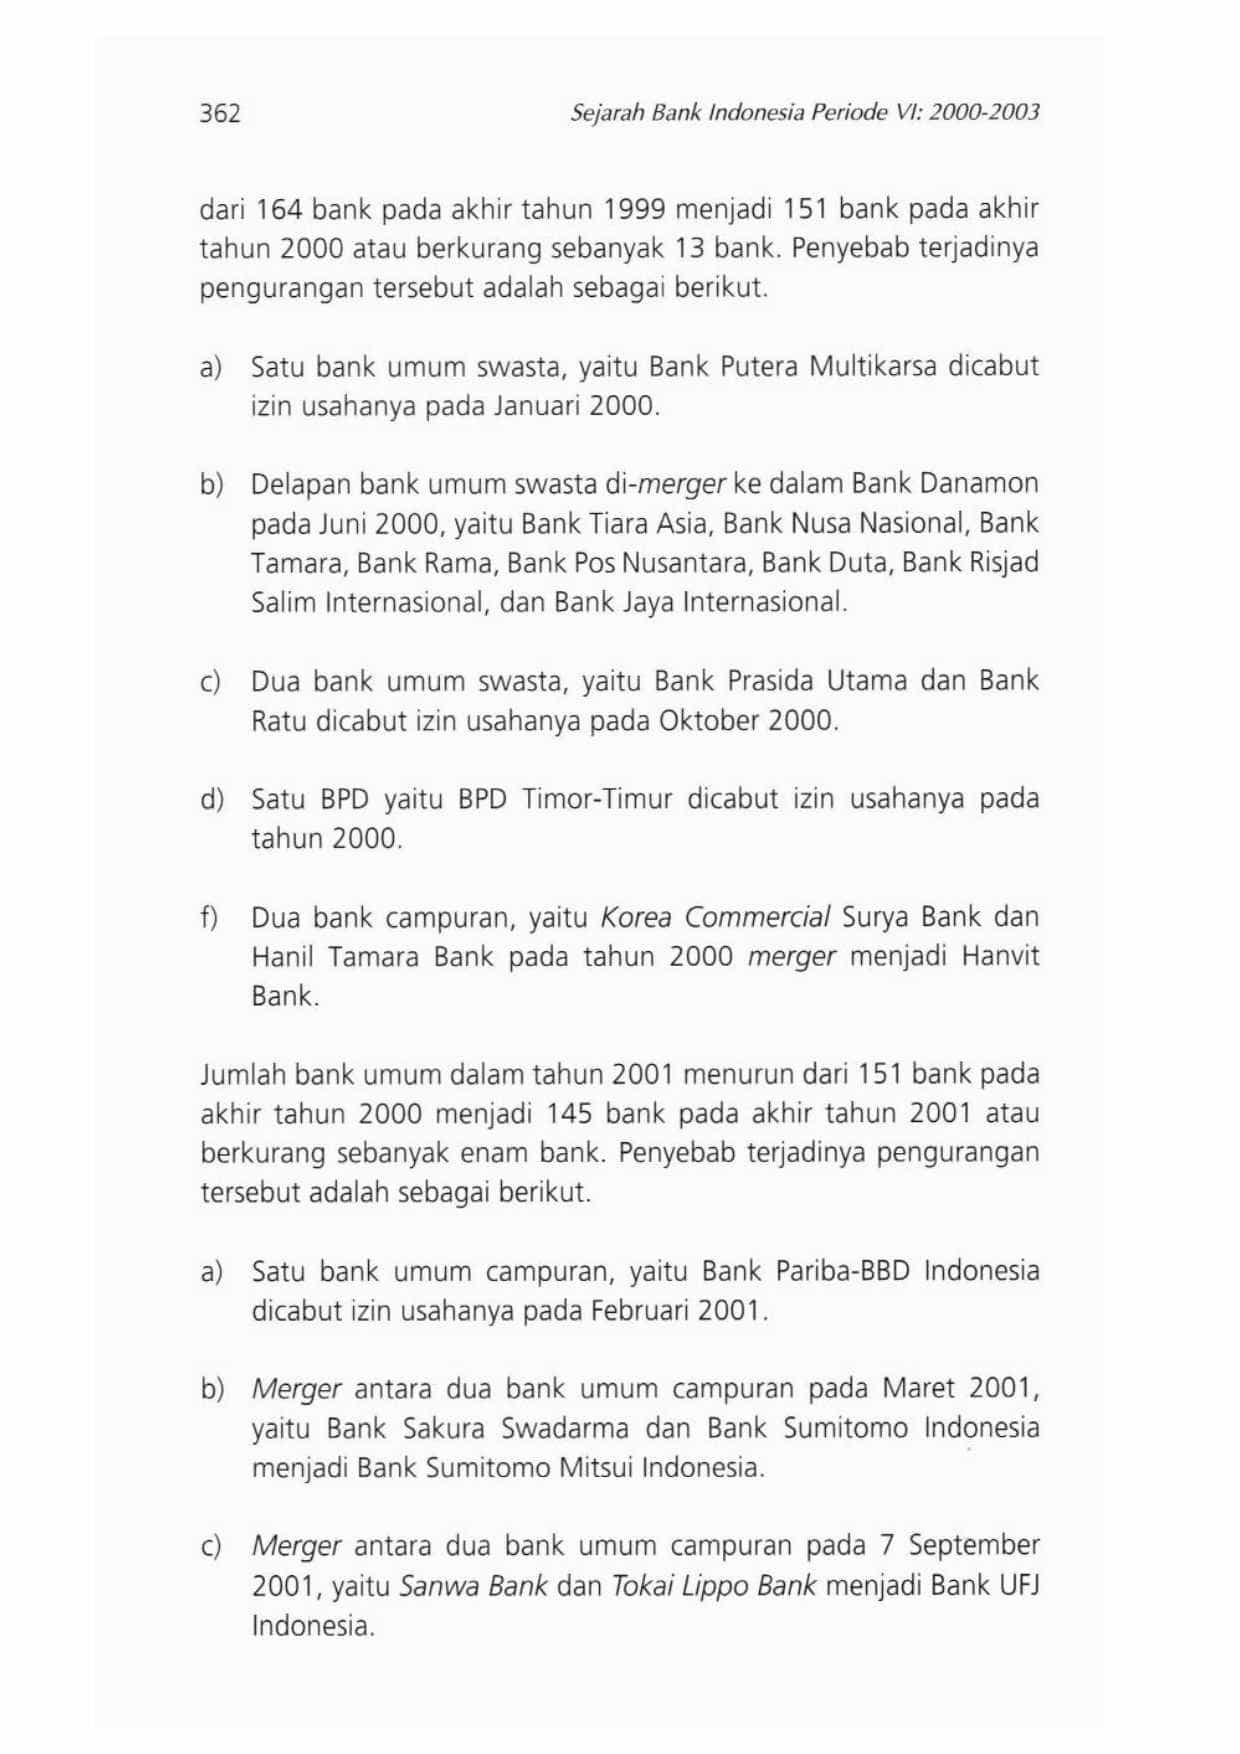 362
Sejarah Bank Indonesia Periode VI: 2000-2003
dari 164 bank pada akhir tahun 1999 menjadi 151 bank pada akhir
tahun 2000 atau berkurang sebanyak 13 bank. Penyebab terjadinya
pengurangan tersebut adalah sebagai berikut.
a) Satu bank umum swasta, yaitu Bank Putera Multikarsa dicabut
izin usahanya pada Januari 2000.
b) Delapan bank umum swasta di-merger ke dalam Bank Danamon
pada Juni 2000, yaitu Bank Tiara Asia, Bank Nusa Nasional, Bank
Tamara, Bank Rama, Bank Pos Nusantara, Bank Duta, Bank Risjad
Salim Internasional, dan Bank Jaya Internasional.
c) Dua bank umum swasta, yaitu Bank Prasida Utama dan Bank
Ratu dicabut izin usahanya pada Oktober 2000.
d) Satu BPD yaitu BPD Timor-Timur dicabut izin usahanya pada
tahun 2000.
f) Dua bank campuran, yaitu Korea Commercial Surya Bank dan
Hanil Tamara Bank pada tahun 2000 merger menjadi Hanvit
Bank.
Jumlah bank umum dalam tahun 2001 menurun dari 151 bank pada
akhir tahun 2000 menjadi 145 bank pada akhir tahun 2001 atau
berkurang sebanyak enam bank. Penyebab terjadinya pengurangan
tersebut adalah sebagai berikut.
a) Satu bank umum campuran, yaitu Bank Pariba-BBD Indonesia
dicabut izin usahanya pada Februari 2001.
b) Merger antara dua bank umum campuran pada Maret 2001,
yaitu Bank Sakura Swadarma dan Bank Sumitomo Indonesia
menjadi Bank Sumitomo Mitsui Indonesia.
c) Merger antara dua bank umum campuran pada 7 September
2001, yaitu Sanwa Bank dan Tokai Lippo Bank menjadi Bank UFJ
Indonesia.